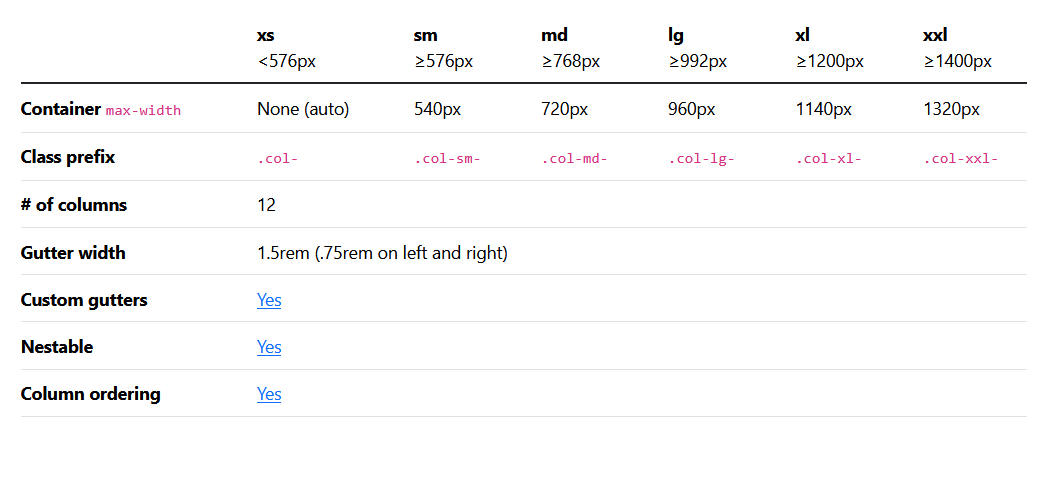 xs sm md lg xl xxl
<576px ≥576px ≥768px ≥992px ≥1200px ≥1400px
Container max-width None (auto) 540px 720px 960px 1140px 1320px
Class prefix .col- .col-sm- .col-md- .col-lg- .col-xl- .col-xxl-
# of columns 12
Gutter width 1.5rem (.75rem on left and right)
Custom gutters Yes
Nestable Yes
Column ordering Yes